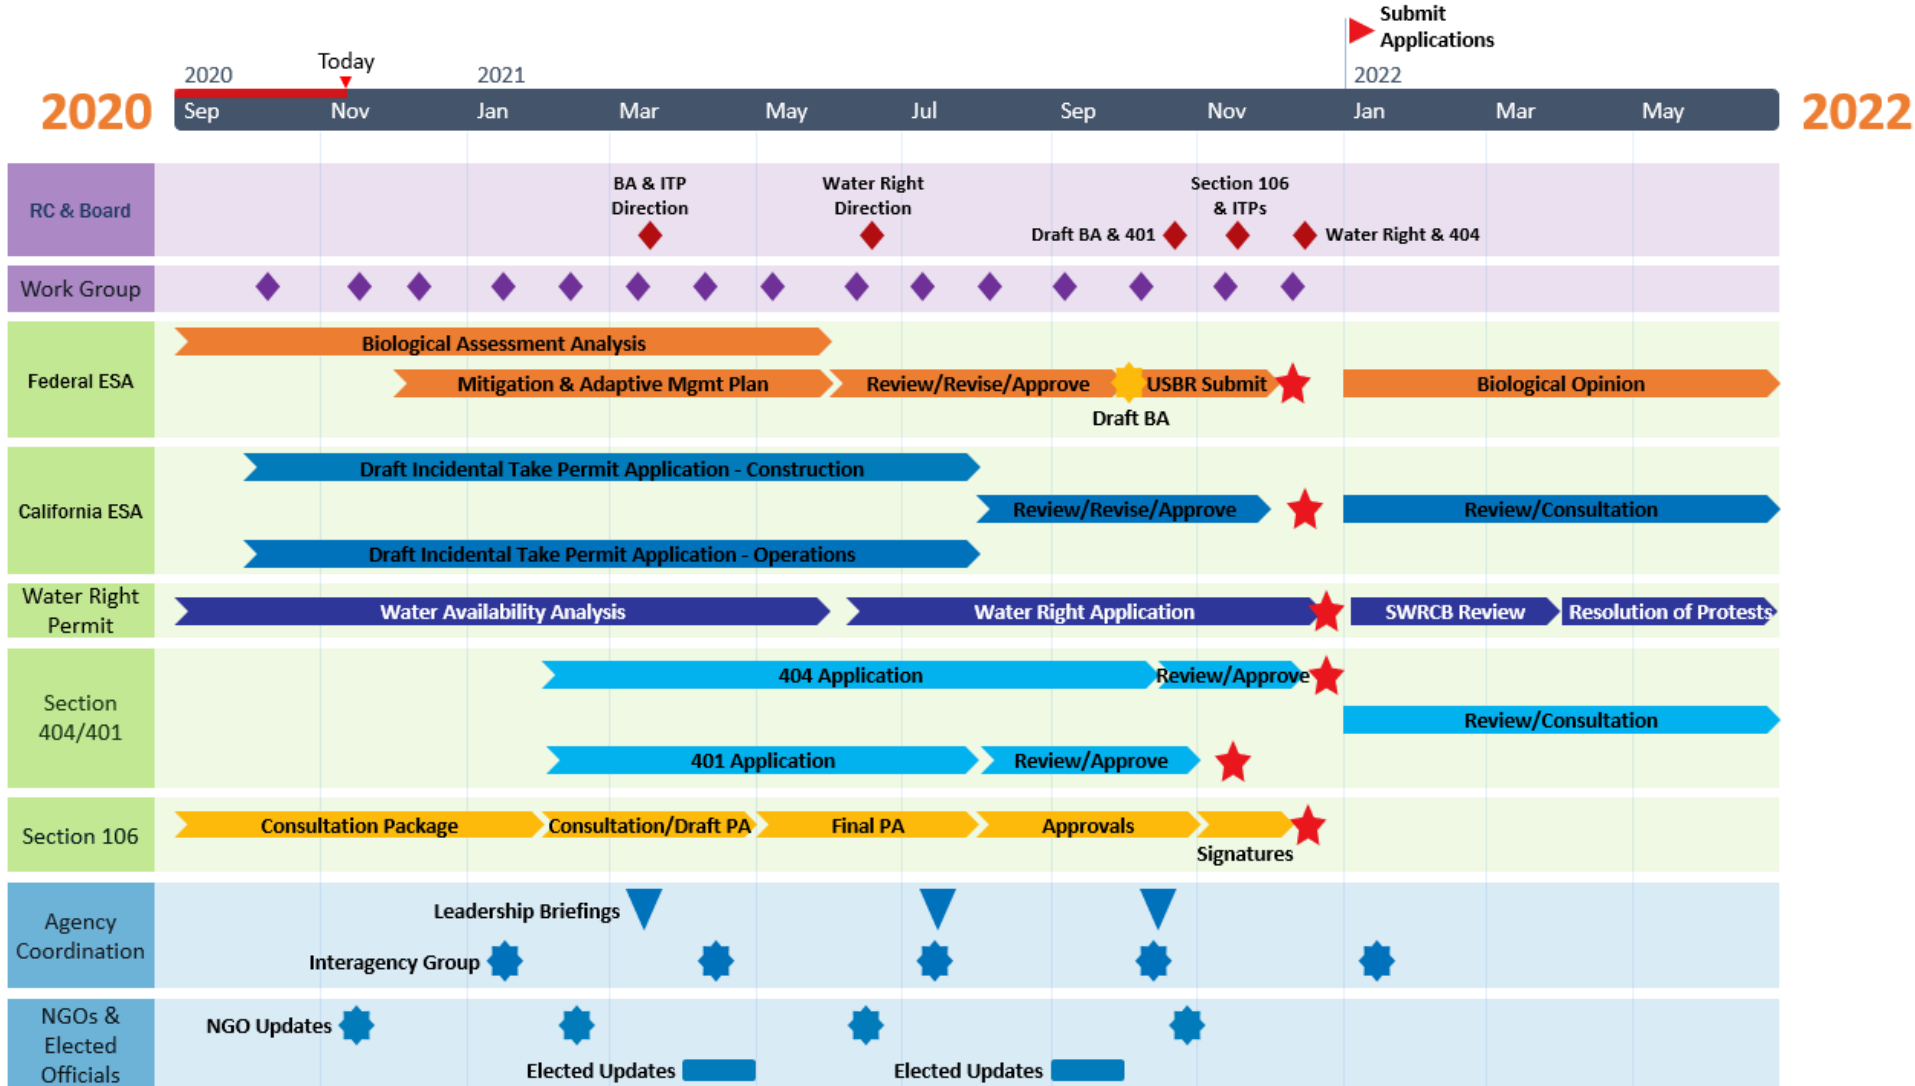 Submit
Applications
Today
2020
2021
2022
2020
Sep
Nov
Jan
Mar
May
Jul
Sep
Nov
Jan
Mar
May
2022
RC & Board
BA & ITP
Direction
Water Right
Direction
Draft BA & 401
Section 106
& ITPs
Water Right & 404
Work Group
Federal ESA
Biological Assessment Analysis
Mitigation & Adaptive Mgmt Plan
Review/Revise/Approve
USBR Submit
Biological Opinion
Draft BA
California ESA
Draft Incidental Take Permit Application - Construction
Review/Revise/Approve
Review/Consultation
Draft Incidental Take Permit Application - Operations
Water Right
Permit
Water Availability Analysis
Water Right Application
SWRCB Review
Resolution of Protests
Section
404/401
404 Application
Review/Approve
Review/Consultation
401 Application
Review/Approve
Section 106
Consultation Package
Consultation/Draft PA
Final PA
Approvals
Signatures
Agency
Coordination
Leadership Briefings
Interagency Group
NGOs &
Elected
Officials
NGO Updates
Elected Updates
Elected Updates